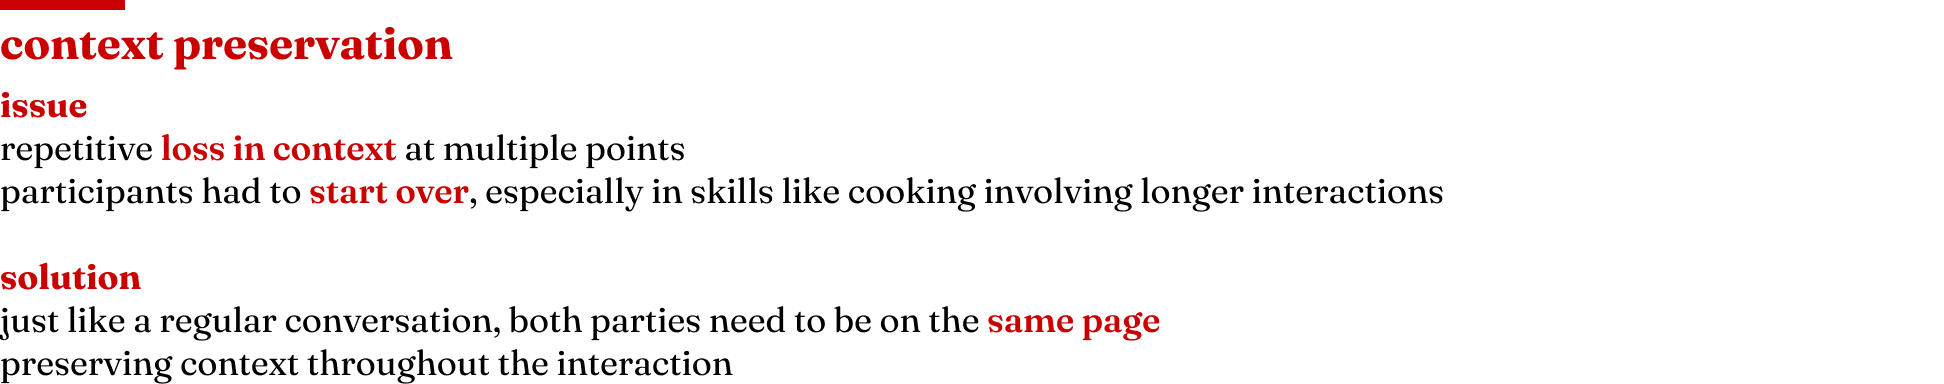 context preservation
issue
repetitive loss in context at multiple points
participants had to start over, especially in skills like cooking involving longer interactions
solution
just like a regular conversation, both parties need to be on the same page
preserving context throughout the interaction